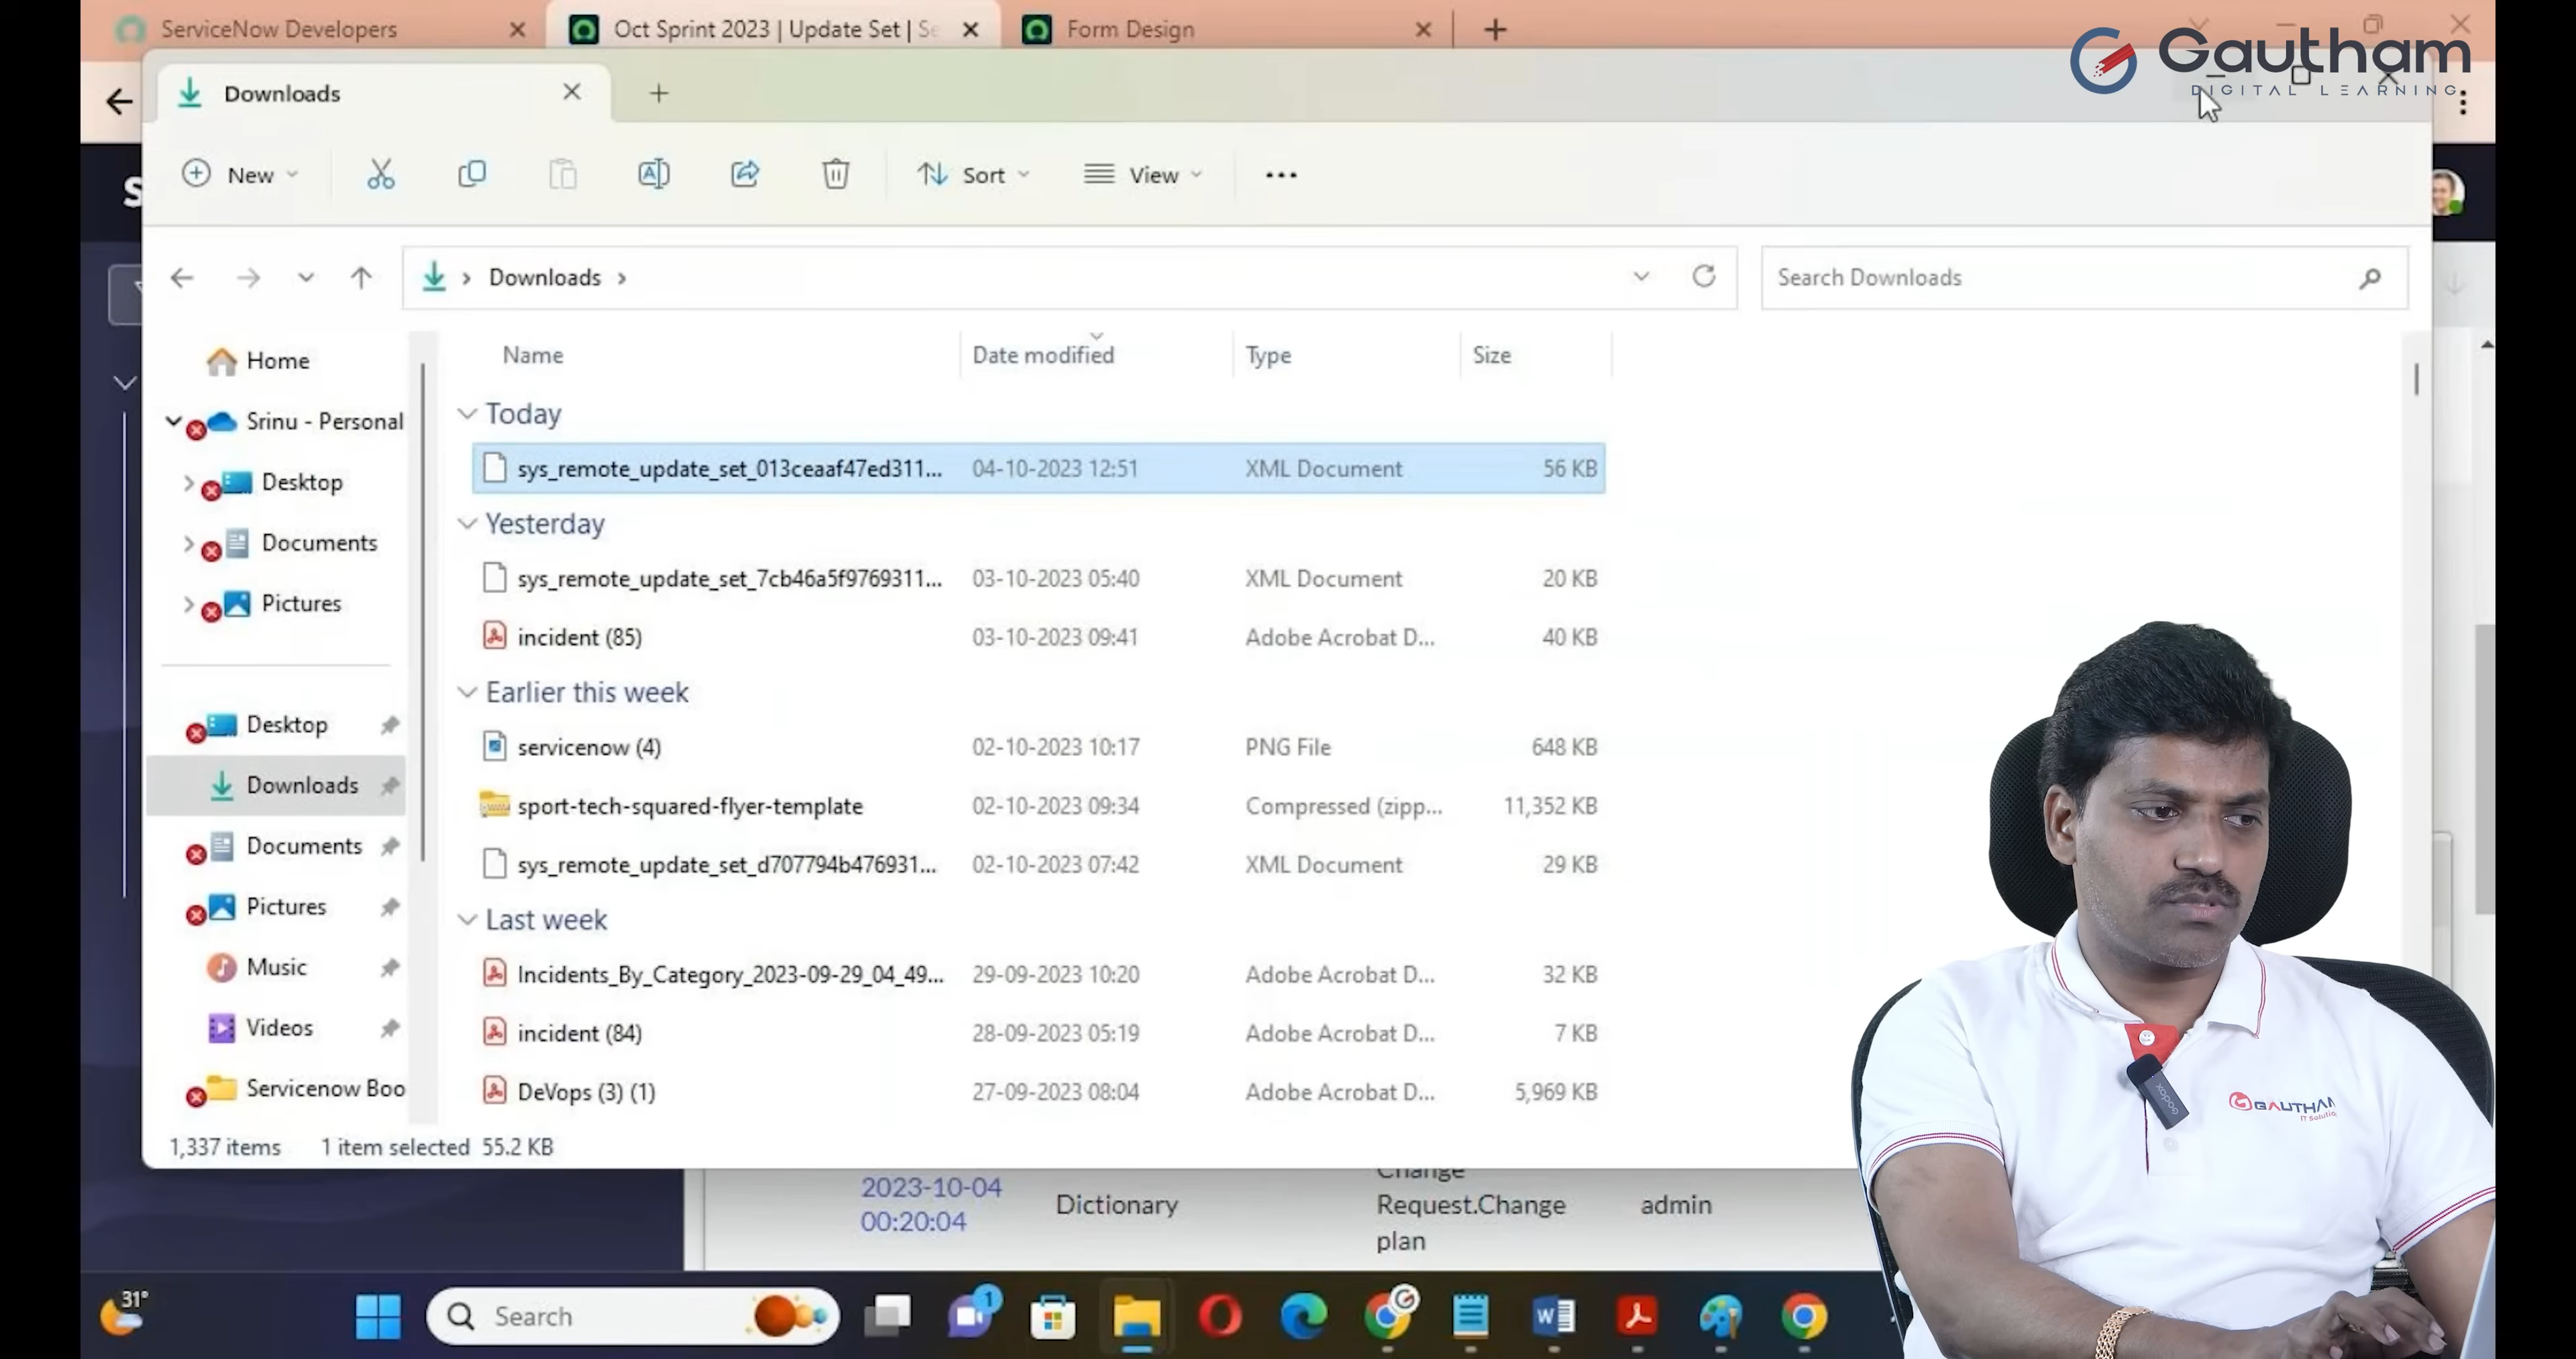 ServiceNow Developers
Oct Sprint 2023 | Update Set | Se
Form Design
Gautham
DIGITAL LEARNING
Downloads
New
Sort
View
Downloads
Search Downloads
Name Date modified Type Size
Home
Srinu - Personal
Desktop
Documents
Pictures
Desktop
Downloads
Documents
Pictures
Music
Videos
Servicenow Boo
Today
sys_remote_update_set_013ceaaf47ed311... 04-10-2023 12:51 XML Document 56 KB
Yesterday
sys_remote_update_set_7cb46a5f9769311... 03-10-2023 05:40 XML Document 20 KB
incident (85) 03-10-2023 09:41 Adobe Acrobat D... 40 KB
Earlier this week
servicenow (4) 02-10-2023 10:17 PNG File 648 KB
sport-tech-squared-flyer-template 02-10-2023 09:34 Compressed (zipp... 11,352 KB
sys_remote_update_set_d707794b476931... 02-10-2023 07:42 XML Document 29 KB
Last week
Incidents_By_Category_2023-09-29_04_49... 29-09-2023 10:20 Adobe Acrobat D... 32 KB
incident (84) 28-09-2023 05:19 Adobe Acrobat D... 7 KB
DeVops (3) (1) 27-09-2023 08:04 Adobe Acrobat D... 5,969 KB
1,337 items 1 item selected 55.2 KB
2023-10-04
00:20:04
Dictionary
Change
Request.Change
plan
admin
31°
Search
1
Godox
GAUTHAM
IT Solutio